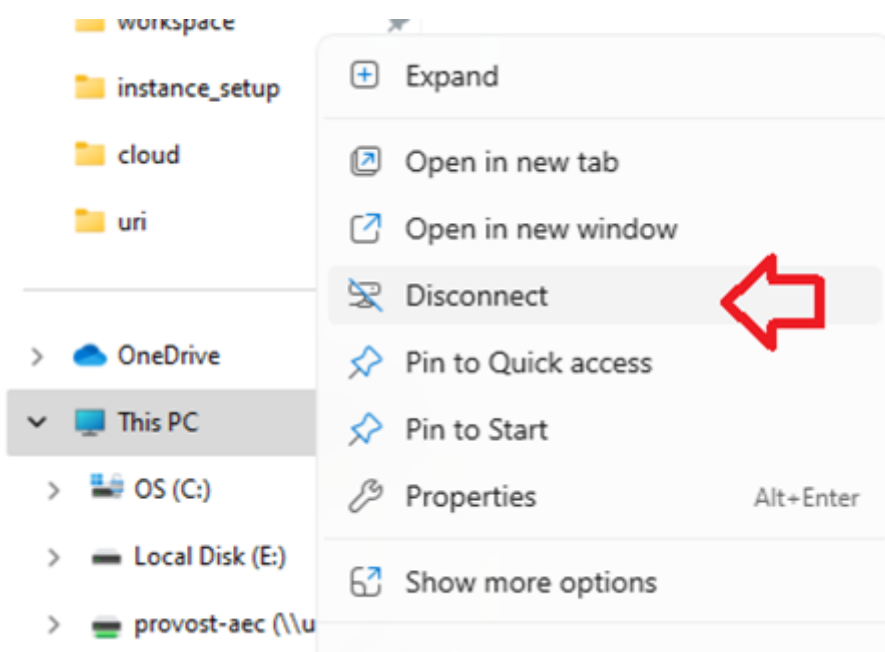 workspace
instance_setup
cloud
uri
OneDrive
This PC
OS (C:)
Local Disk (E:)
provost-aec (\\u
Expand
Open in new tab
Open in new window
Disconnect
Pin to Quick access
Pin to Start
Properties Alt+Enter
Show more options